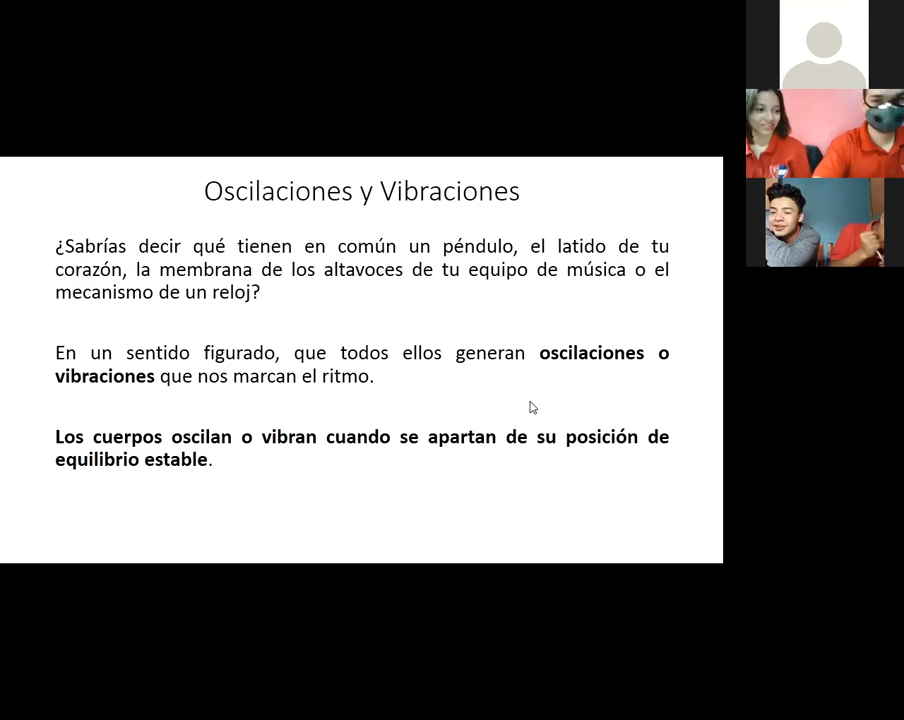 Oscilaciones y Vibraciones
¿Sabrías decir qué tienen en común un péndulo, el latido de tu
corazón, la membrana de los altavoces de tu equipo de música o el
mecanismo de un reloj?
En un sentido figurado, que todos ellos generan oscilaciones o
vibraciones que nos marcan el ritmo.
Los cuerpos oscilan o vibran cuando se apartan de su posición de
equilibrio estable.